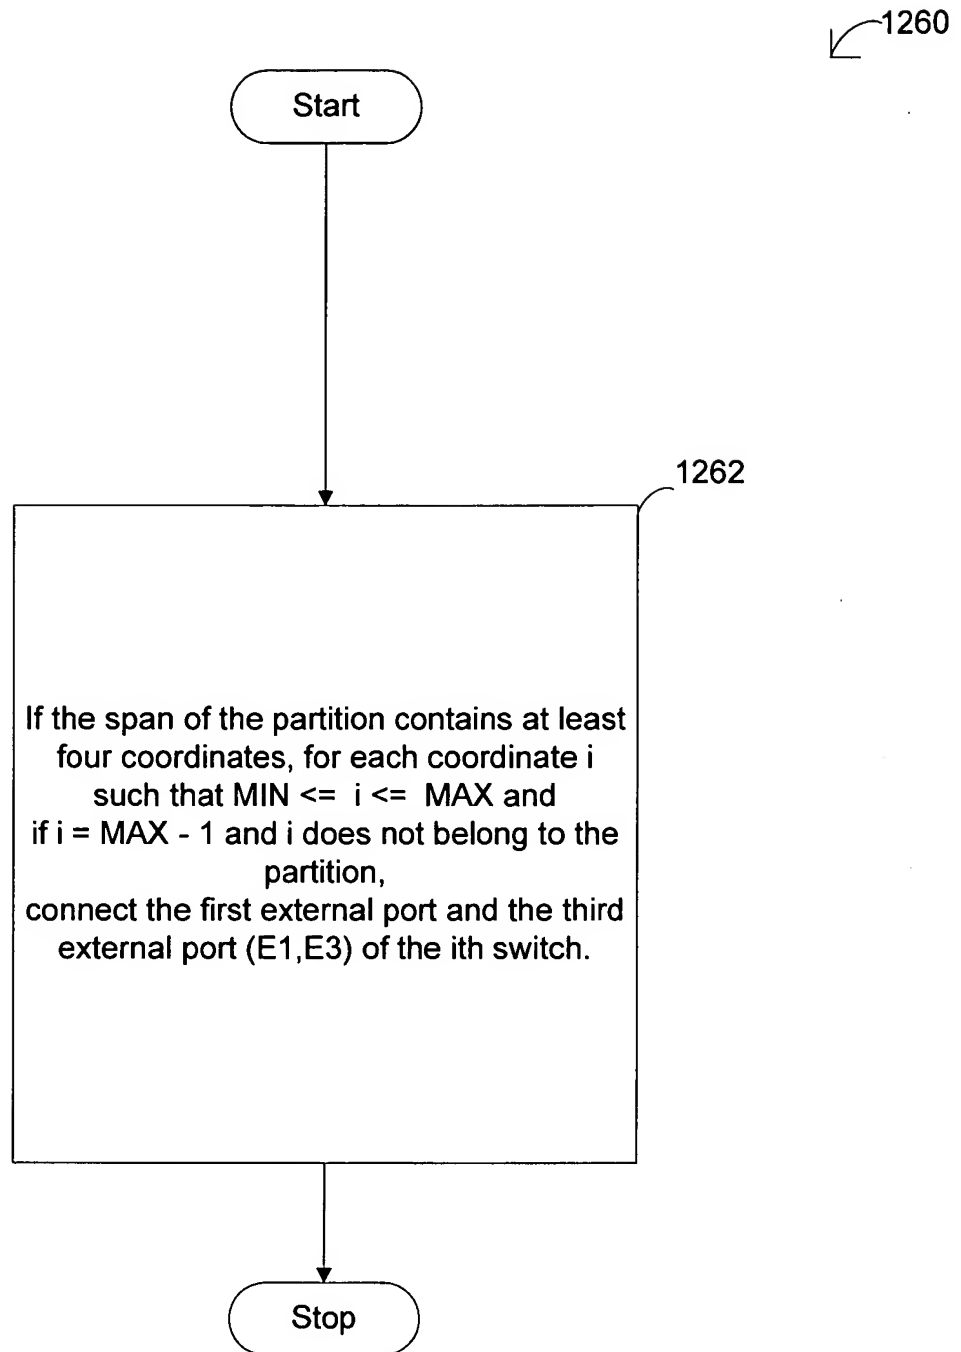 1260
Start
1262
If the span of the partition contains at least
four coordinates, for each coordinate i
such that MIN <= i <= MAX and
if i = MAX - 1 and i does not belong to the
partition,
connect the first external port and the third
external port (E1,E3) of the ith switch.
Stop